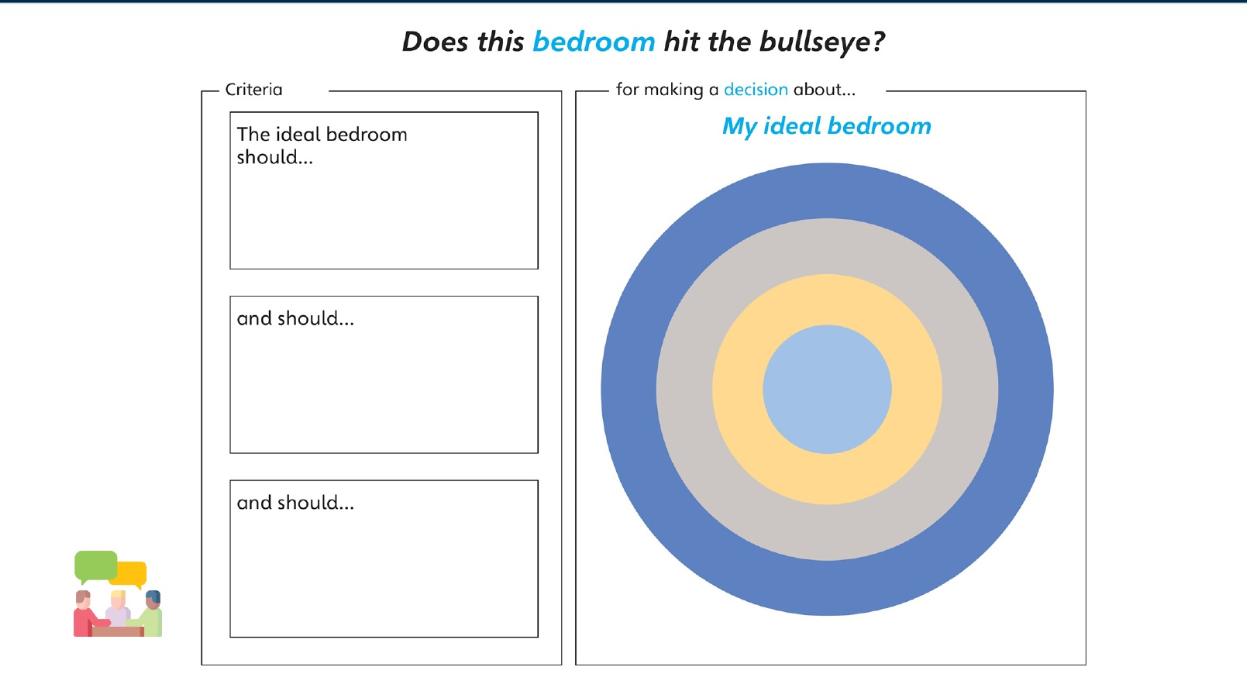 Does this bedroom hit the bullseye?
Criteria
The ideal bedroom
should...
and should...
and should...
for making a decision about...
My ideal bedroom